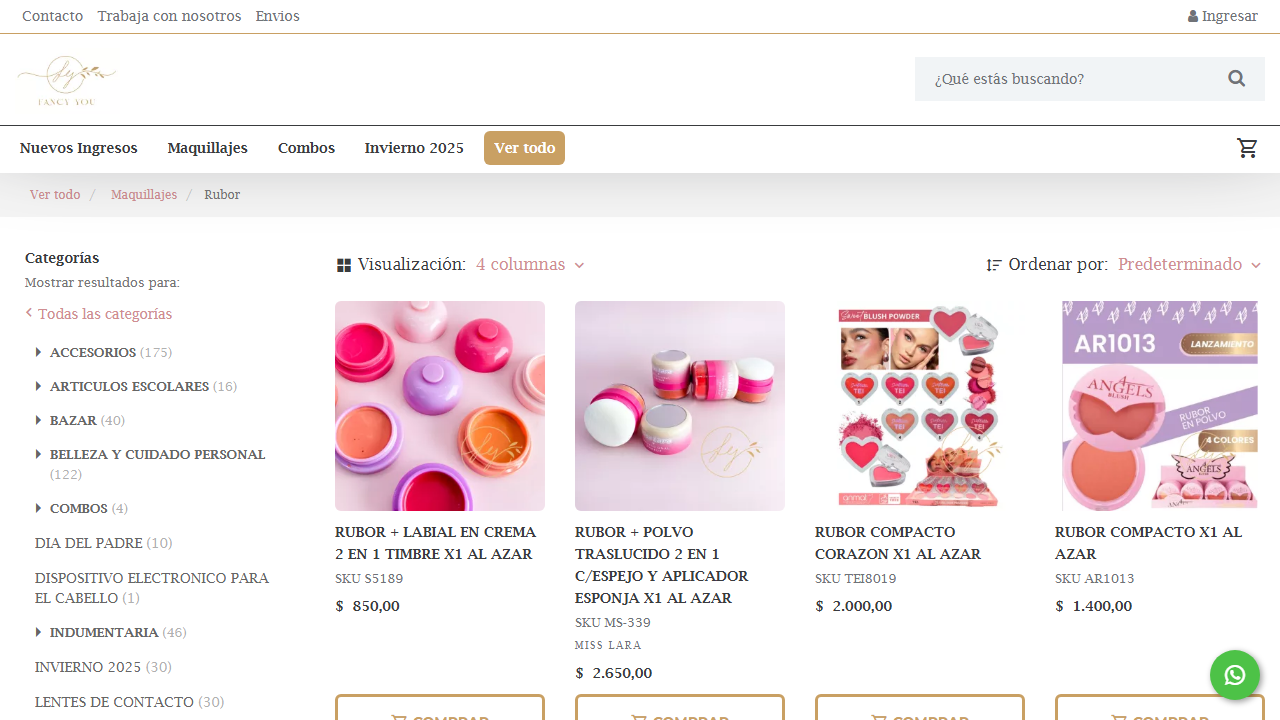 Contacto Trabaja con nosotros Envios Ingresar
FANCY YOU
¿Qué estás buscando?
Nuevos Ingresos Maquillajes Combos Invierno 2025 Ver todo
Ver todo / Maquillajes / Rubor
Categorías
Mostrar resultados para:
Todas las categorías
ACCESORIOS (175)
ARTICULOS ESCOLARES (16)
BAZAR (40)
BELLEZA Y CUIDADO PERSONAL
(122)
COMBOS (4)
DIA DEL PADRE (10)
DISPOSITIVO ELECTRONICO PARA
EL CABELLO (1)
INDUMENTARIA (46)
INVIERNO 2025 (30)
LENTES DE CONTACTO (30)
Visualización: 4 columnas
Ordenar por: Predeterminado
RUBOR + LABIAL EN CREMA
2 EN 1 TIMBRE X1 AL AZAR
SKU S5189
$ 850,00
RUBOR + POLVO
TRASLUCIDO 2 EN 1
C/ESPEJO Y APLICADOR
ESPONJA X1 AL AZAR
SKU MS-339
MISS LARA
$ 2.650,00
BLUSH POWDER
TEI
TEI
TEI
RUBOR COMPACTO
CORAZON X1 AL AZAR
SKU TEI8019
$ 2.000,00
AR1013
LANZAMIENTO
ANGELS
BLUSH
RUBOR
EN POLVO
4 COLORES
ANGELS
RUBOR COMPACTO X1 AL
AZAR
SKU AR1013
$ 1.400,00
COMPRAR
COMPRAR
COMPRAR
COMPRAR